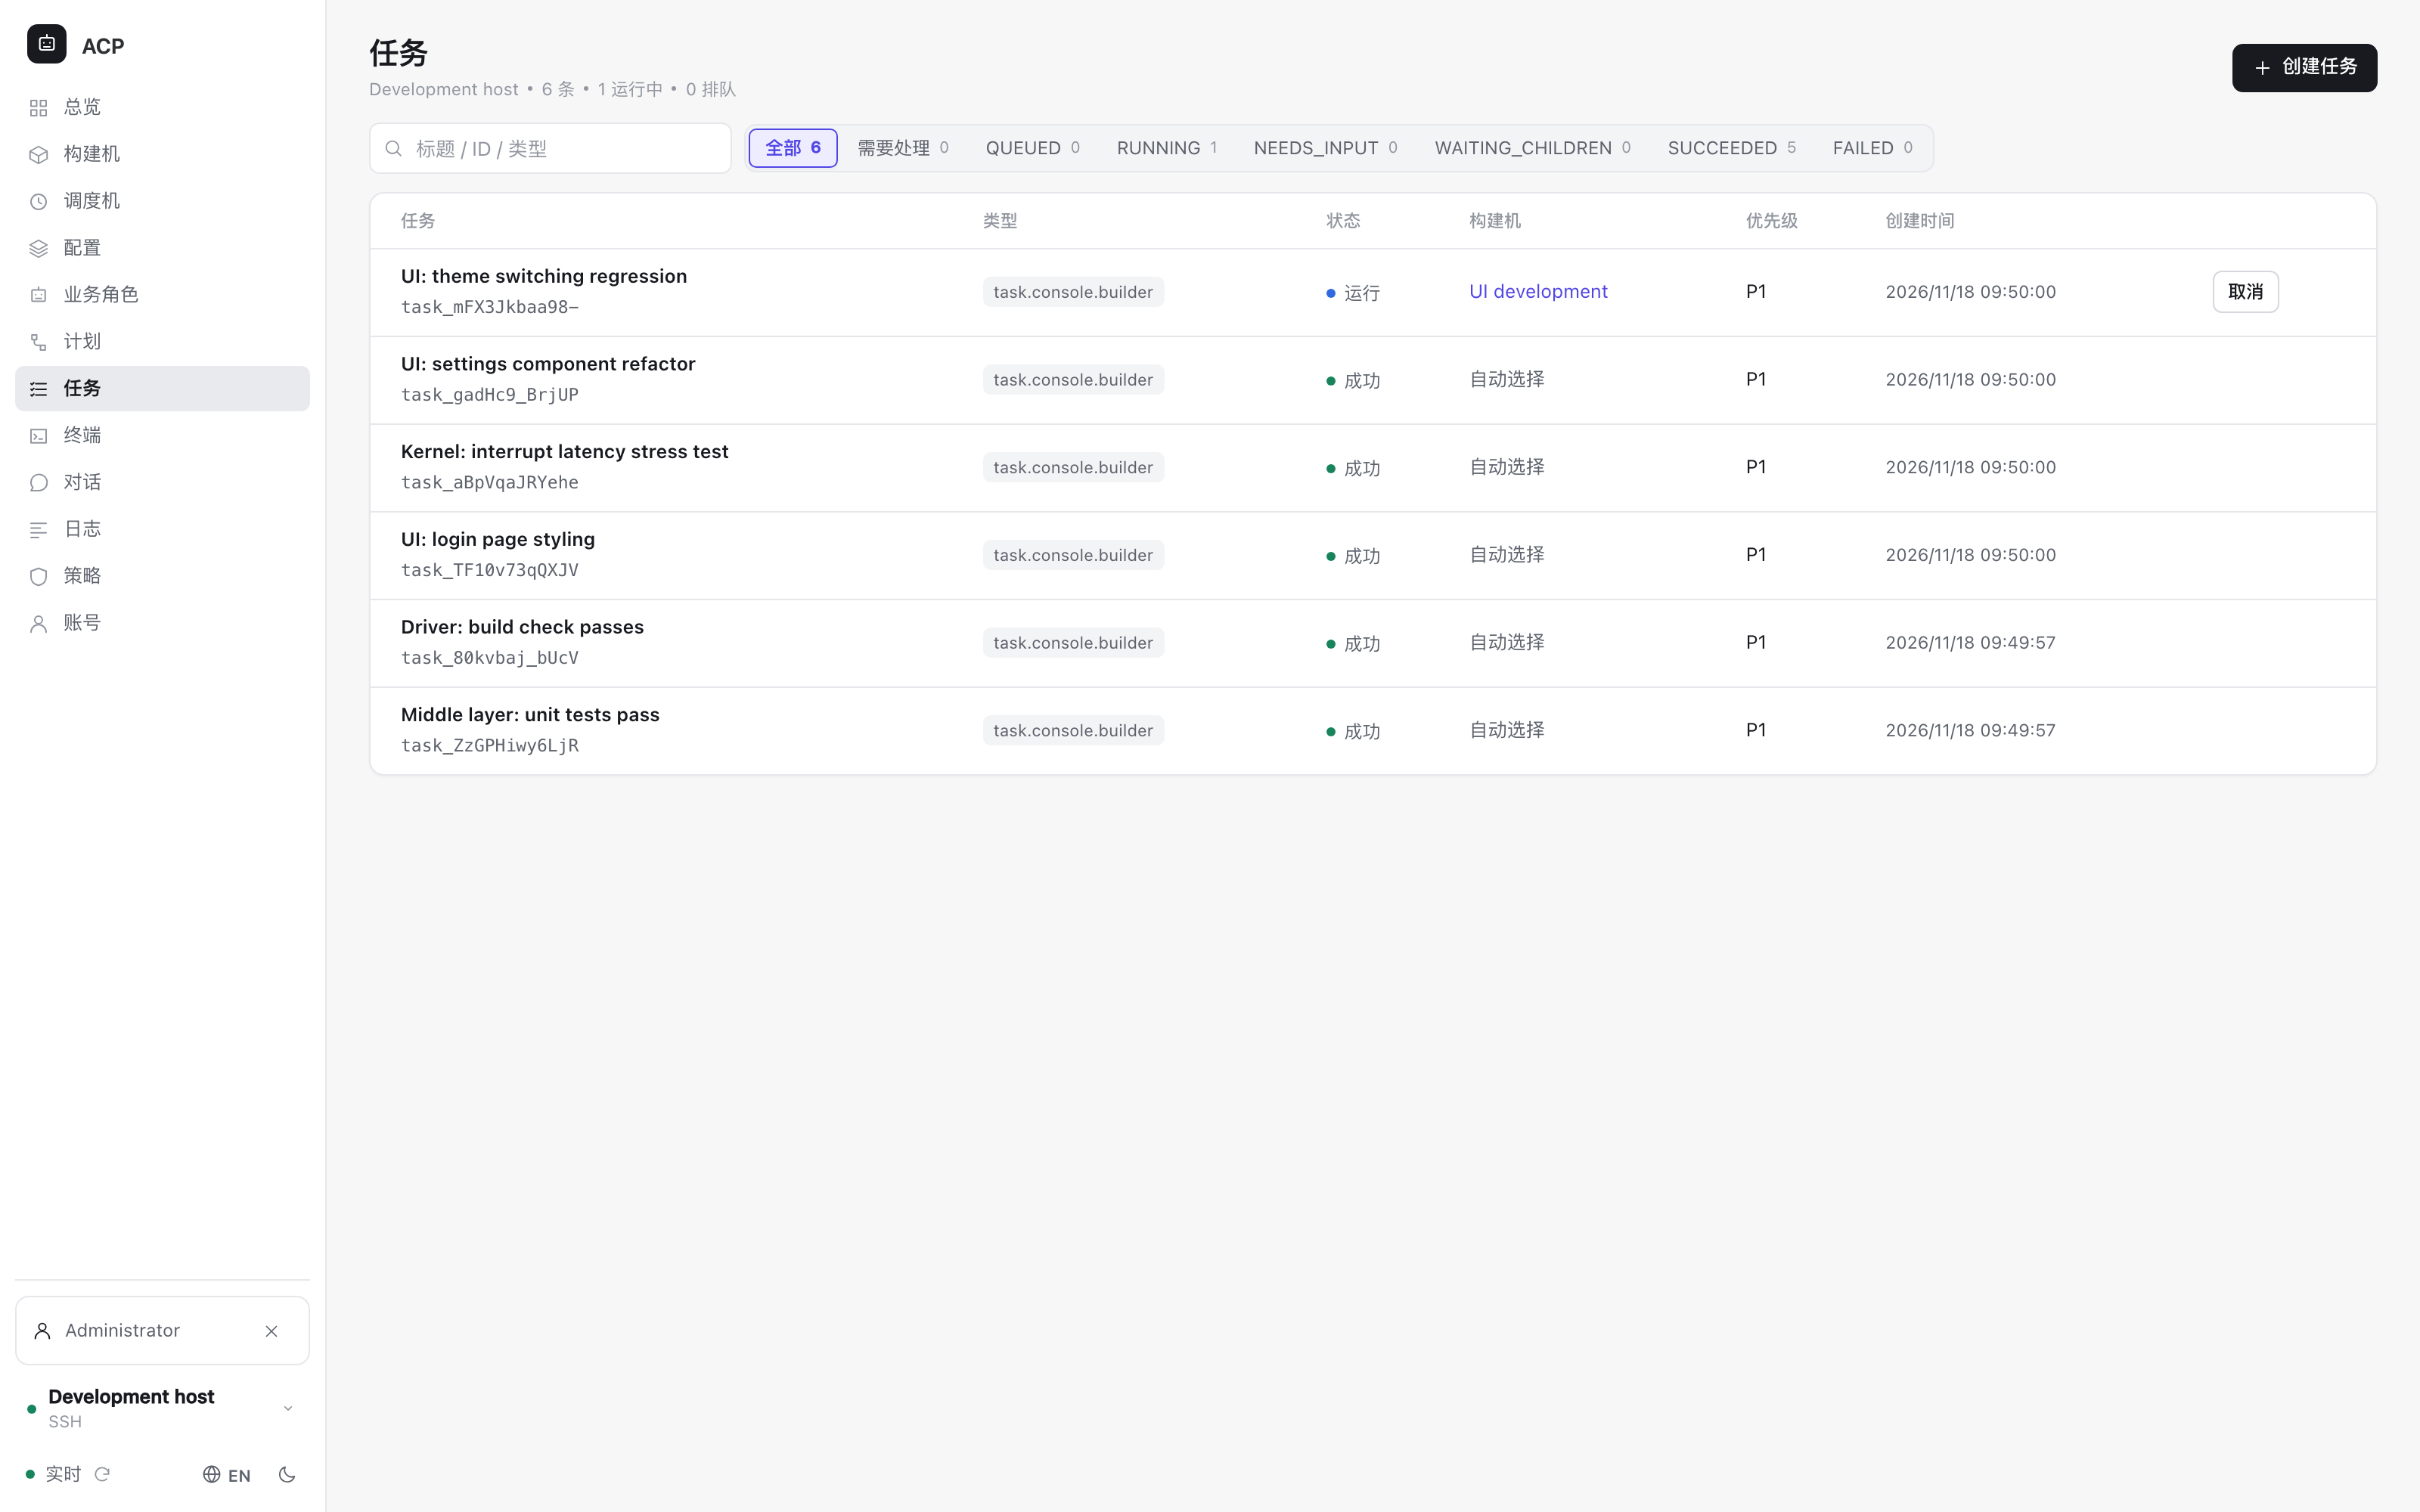 ACP
总览
构建机
调度机
配置
业务角色
计划
任务
终端
对话
日志
策略
账号
Administrator
Development host
SSH
实时
EN
任务
Development host • 6 条 • 1 运行中 • 0 排队
创建任务
标题 / ID / 类型
全部 6 需要处理 0 QUEUED 0 RUNNING 1 NEEDS_INPUT 0 WAITING_CHILDREN 0 SUCCEEDED 5 FAILED 0
任务 类型 状态 构建机 优先级 创建时间
UI: theme switching regression
task_mFX3Jkbaa98− task.console.builder 运行 UI development P1 2026/11/18 09:50:00 取消
UI: settings component refactor
task_gadHc9_BrjUP task.console.builder 成功 自动选择 P1 2026/11/18 09:50:00
Kernel: interrupt latency stress test
task_aBpVqaJRYehe task.console.builder 成功 自动选择 P1 2026/11/18 09:50:00
UI: login page styling
task_TF10v73qQXJV task.console.builder 成功 自动选择 P1 2026/11/18 09:50:00
Driver: build check passes
task_80kvbaj_bUcV task.console.builder 成功 自动选择 P1 2026/11/18 09:49:57
Middle layer: unit tests pass
task_ZzGPHiwy6LjR task.console.builder 成功 自动选择 P1 2026/11/18 09:49:57